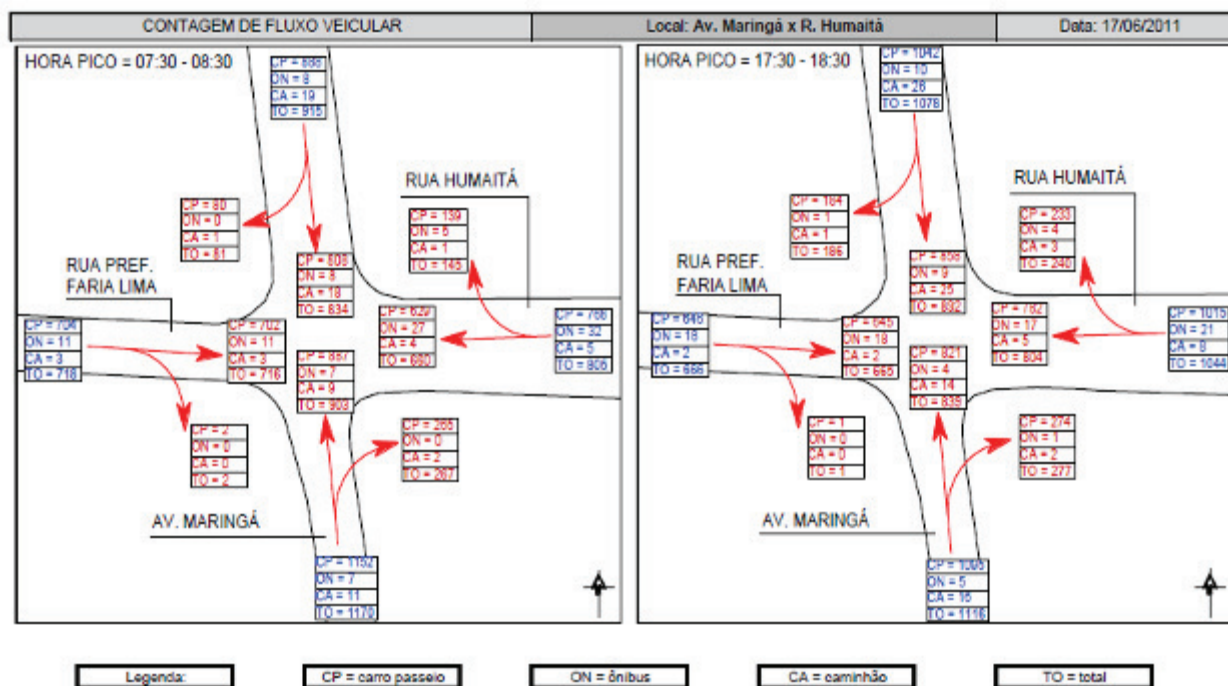 CONTAGEM DE FLUXO VEICULAR
Local: Av. Maringá x R. Humaitá
Data: 17/06/2011
HORA PICO = 07:30 - 08:30
CP = 888
ON = 8
CA = 19
TO = 915
RUA HUMAITÁ
CP = 80
ON = 0
CA = 1
TO = 81
CP = 139
ON = 5
CA = 1
TO = 145
RUA PREF.
FARIA LIMA
CP = 808
ON = 8
CA = 18
TO = 834
CP = 629
ON = 27
CA = 4
TO = 660
CP = 768
ON = 32
CA = 5
TO = 805
CP = 704
ON = 11
CA = 3
TO = 718
CP = 702
ON = 11
CA = 3
TO = 716
CP = 887
ON = 7
CA = 9
TO = 903
CP = 2
ON = 0
CA = 0
TO = 2
CP = 265
ON = 0
CA = 2
TO = 267
AV. MARINGÁ
CP = 1152
ON = 7
CA = 11
TO = 1170
HORA PICO = 17:30 - 18:30
CP = 1042
ON = 10
CA = 26
TO = 1078
RUA HUMAITÁ
CP = 184
ON = 1
CA = 1
TO = 186
CP = 233
ON = 4
CA = 3
TO = 240
RUA PREF.
FARIA LIMA
CP = 858
ON = 9
CA = 25
TO = 892
CP = 782
ON = 17
CA = 5
TO = 804
CP = 1015
ON = 21
CA = 8
TO = 1044
CP = 646
ON = 18
CA = 2
TO = 666
CP = 645
ON = 18
CA = 2
TO = 665
CP = 821
ON = 4
CA = 14
TO = 839
CP = 1
ON = 0
CA = 0
TO = 1
CP = 274
ON = 1
CA = 2
TO = 277
AV. MARINGÁ
CP = 1095
ON = 5
CA = 16
TO = 1116
Legenda:
CP = carro passeio
ON = ônibus
CA = caminhão
TO = total